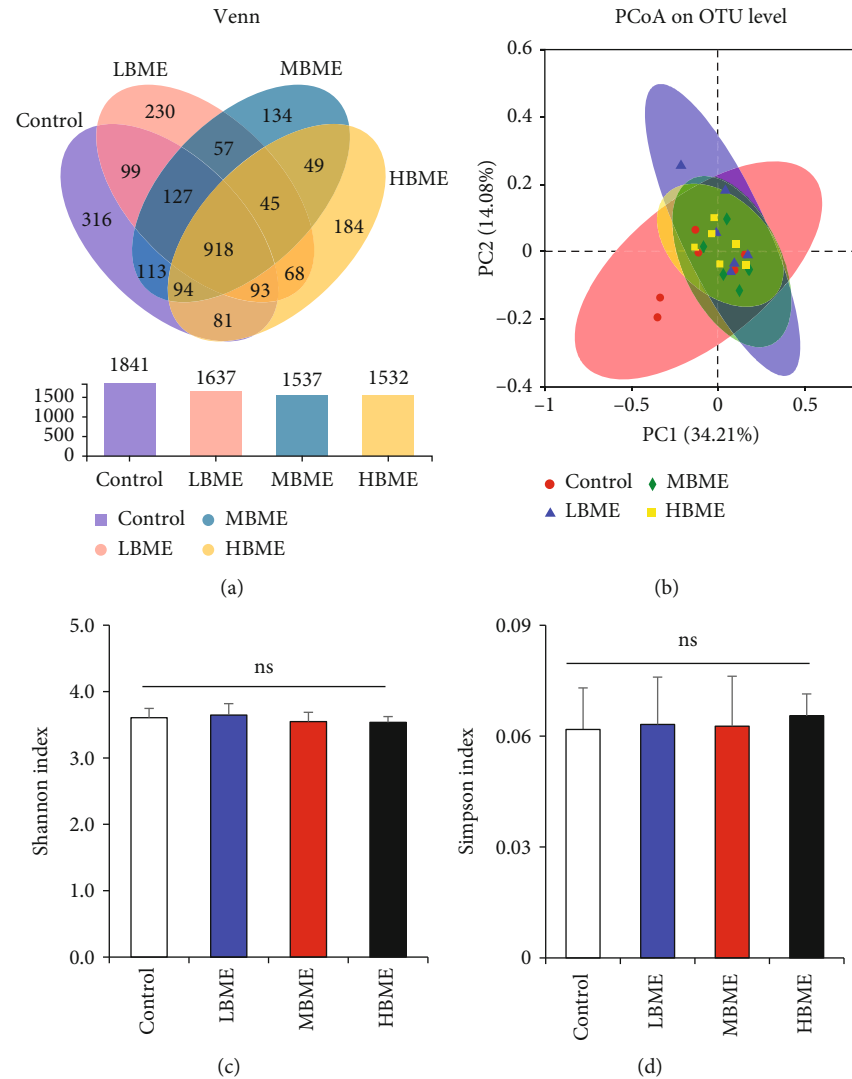 Venn
LBME
MBME
Control
HBME
230
134
57
49
99
127
45
316
184
918
113
68
94
93
81
1841
1637
1537
1532
1500
1000
500
0
Control LBME MBME HBME
Control MBME
LBME HBME
(a)
PCoA on OTU level
0.6
0.4
0.2
0
−0.2
−0.4
PC2 (14.08%)
−1 −0.5 0 0.5 1
PC1 (34.21%)
Control MBME
LBME HBME
(b)
5.0
4.0
3.0
2.0
1.0
0.0
Shannon index
ns
Control LBME MBME HBME
(c)
0.09
0.06
0.03
0
Simpson index
ns
Control LBME MBME HBME
(d)